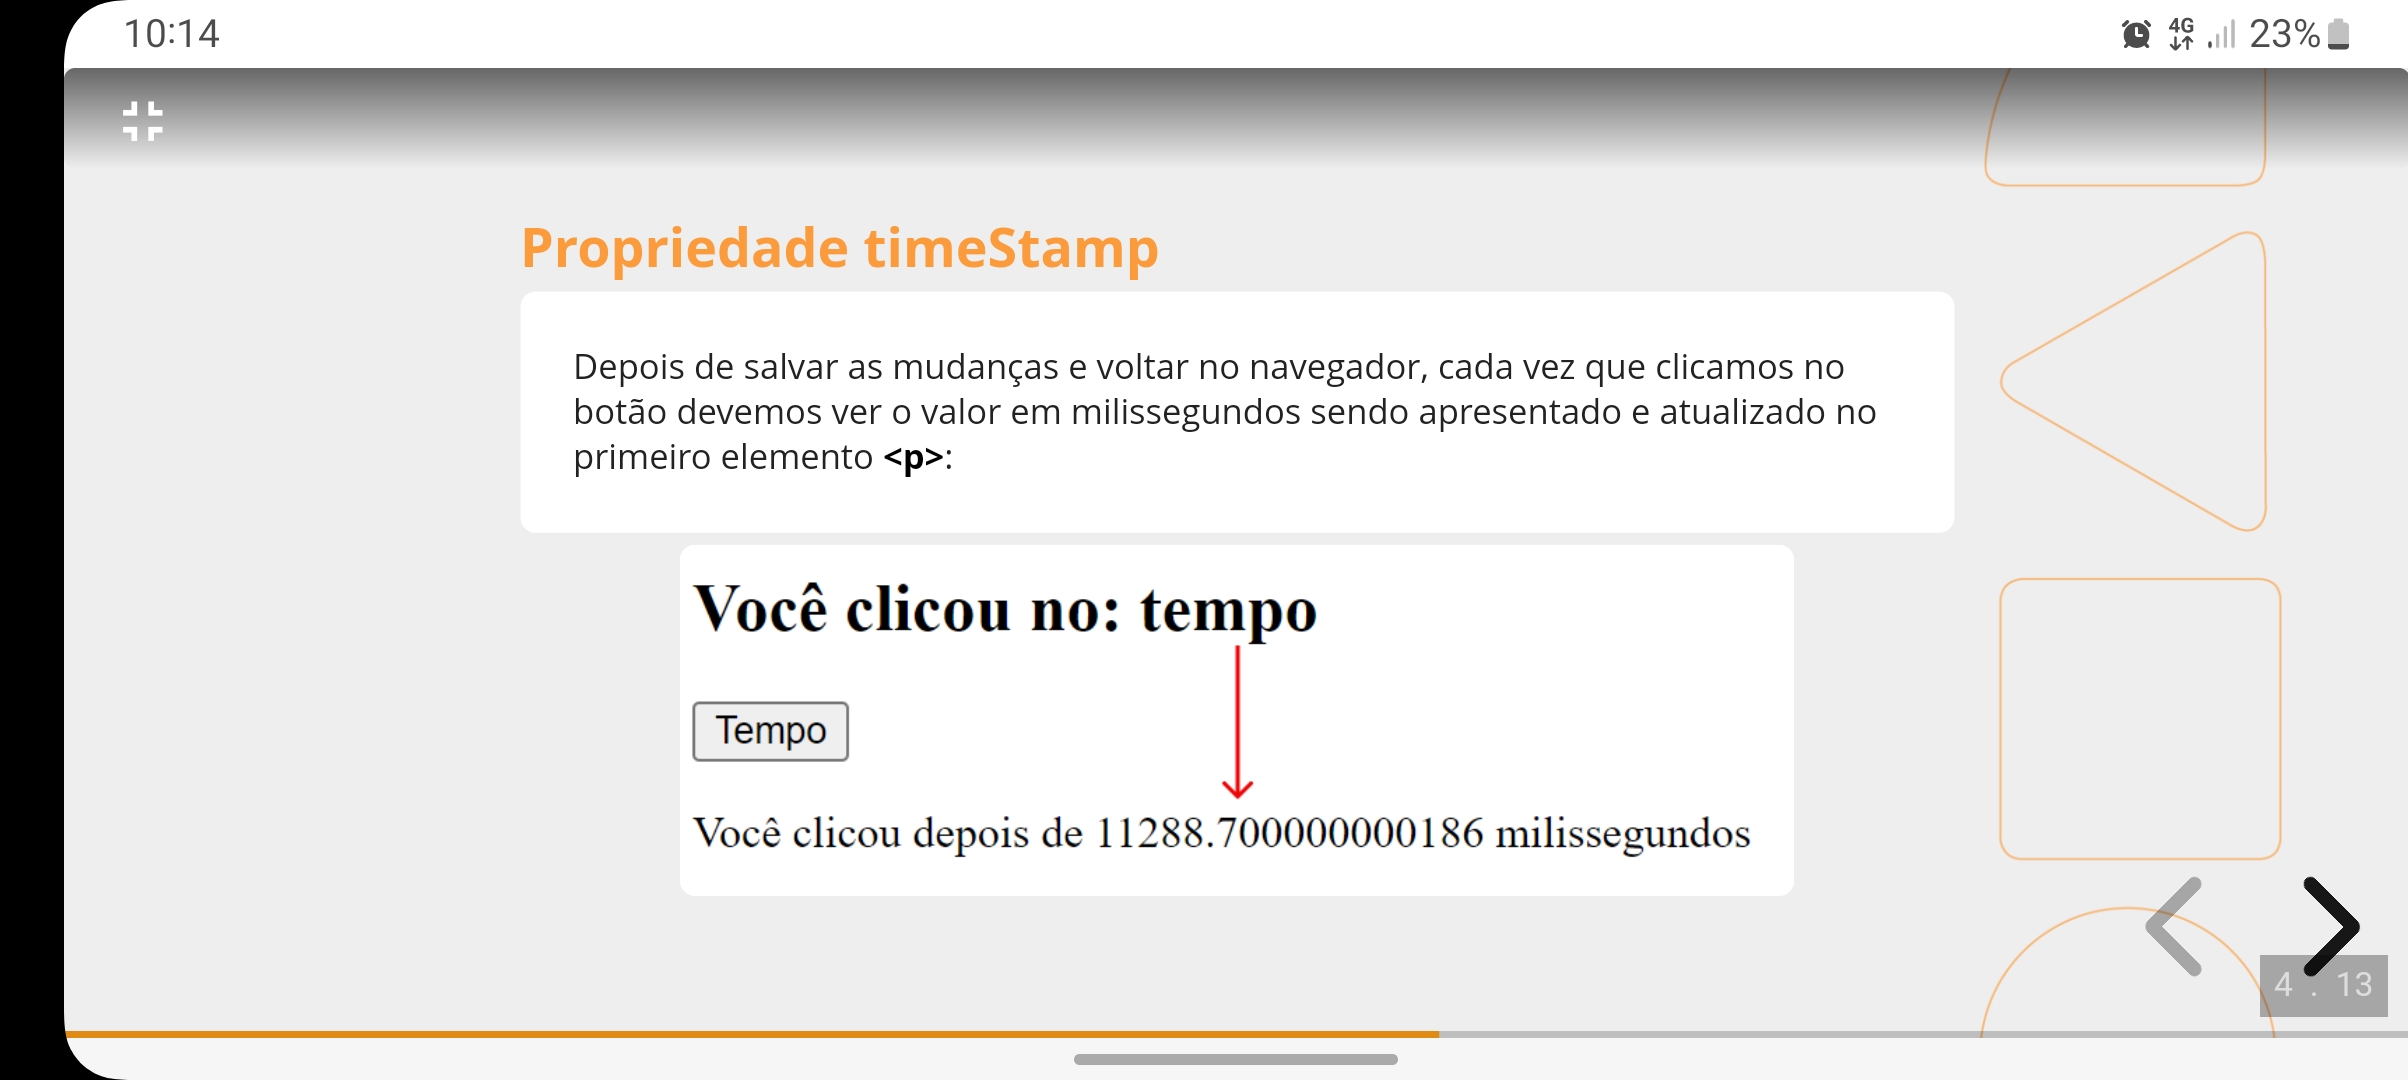 10:14
4G
23%
Propriedade timeStamp
Depois de salvar as mudanças e voltar no navegador, cada vez que clicamos no
botão devemos ver o valor em milissegundos sendo apresentado e atualizado no
primeiro elemento <p>:
Você clicou no: tempo
Tempo
Você clicou depois de 11288.700000000186 milissegundos
4 . 13